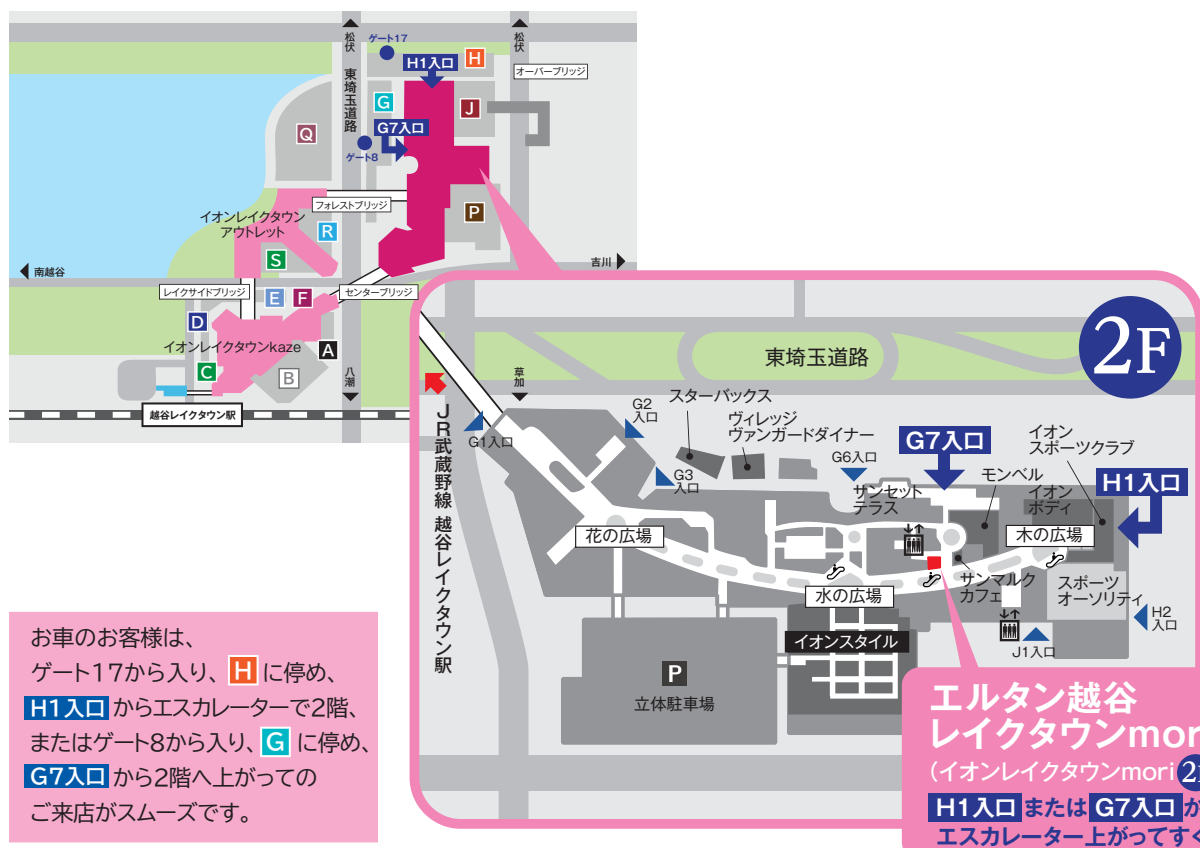 松伏
松伏
ゲート17
H1入口
H
オーバーブリッジ
東埼玉道路
G
J
Q
G7入口
ゲート8
フォレストブリッジ
P
イオンレイクタウン
アウトレット
R
S
南越谷
吉川
レイクサイドブリッジ
E
F
センターブリッジ
D
イオンレイクタウンkaze
A
C
B
八潮
草加
越谷レイクタウン駅
2F
東埼玉道路
JR武蔵野線 越谷レイクタウン駅
G1入口
G2
入口
スターバックス
ヴィレッジ
ヴァンガードダイナー
G3
入口
G6入口
G7入口
イオン
スポーツクラブ
モンベル
H1入口
サンセット
テラス
イオン
ボディ
花の広場
木の広場
水の広場
サンマルク
カフェ
スポーツ
オーソリティ
H2
入口
J1入口
イオンスタイル
P
立体駐車場
お車のお客様は、
ゲート17から入り、 H に停め、
H1入口 からエスカレーターで2階、
またはゲート8から入り、 G に停め、
G7入口 から2階へ上がっての
ご来店がスムーズです。
エルタン越谷
レイクタウンmor
(イオンレイクタウンmori 2
H1入口 または G7入口 か
エスカレーター上がってすぐ